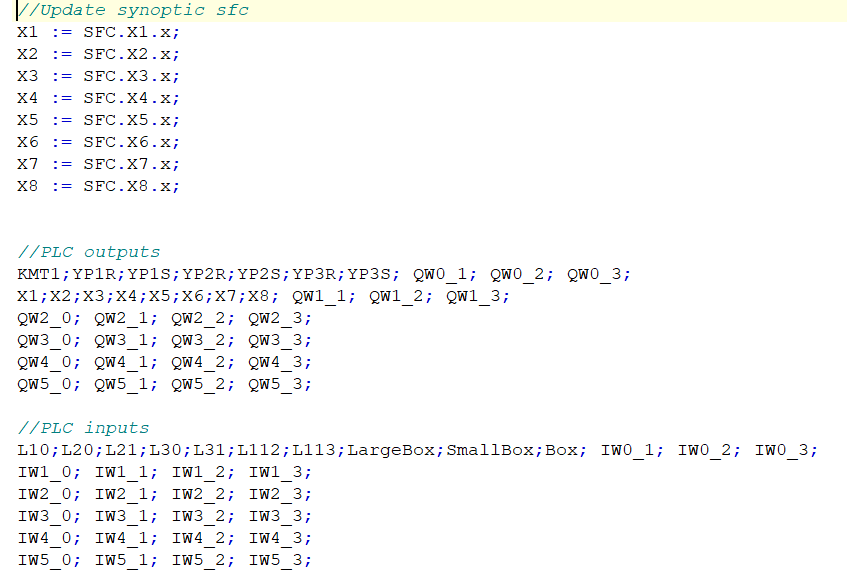 //Update synoptic sfc
X1 := SFC.X1.x;
X2 := SFC.X2.x;
X3 := SFC.X3.x;
X4 := SFC.X4.x;
X5 := SFC.X5.x;
X6 := SFC.X6.x;
X7 := SFC.X7.x;
X8 := SFC.X8.x;
//PLC outputs
KMT1;YP1R;YP1S;YP2R;YP2S;YP3R;YP3S; QW0_1; QW0_2; QW0_3;
X1;X2;X3;X4;X5;X6;X7;X8; QW1_1; QW1_2; QW1_3;
QW2_0; QW2_1; QW2_2; QW2_3;
QW3_0; QW3_1; QW3_2; QW3_3;
QW4_0; QW4_1; QW4_2; QW4_3;
QW5_0; QW5_1; QW5_2; QW5_3;
//PLC inputs
L10;L20;L21;L30;L31;L112;L113;LargeBox;SmallBox;Box; IW0_1; IW0_2; IW0_3;
IW1_0; IW1_1; IW1_2; IW1_3;
IW2_0; IW2_1; IW2_2; IW2_3;
IW3_0; IW3_1; IW3_2; IW3_3;
IW4_0; IW4_1; IW4_2; IW4_3;
IW5_0; IW5_1; IW5_2; IW5_3;